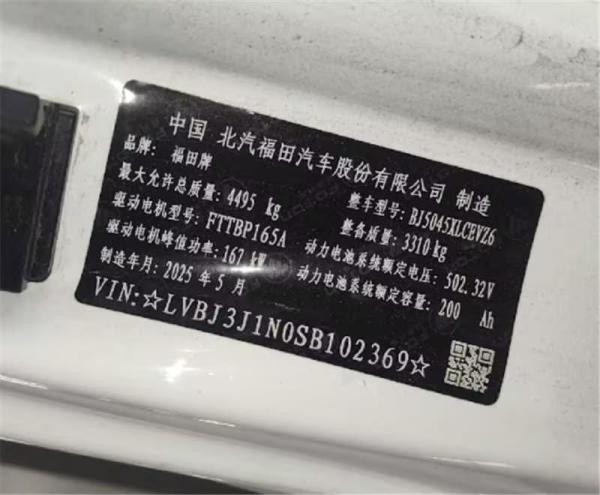 中国 北汽福田汽车股份有限公司 制造
品牌: 福田牌
最大允许总质量: 4495 kg 整车型号: BJ5045XLCEVZ6
驱动电机型号: FTTBP165A 整备质量: 3310kg
驱动电机峰值功率: 167 kW 动力电池系统额定电压: 502.32V
制造年月: 2025 年 5 月 动力电池系统额定容量: 200 Ah
VIN:☆LVBJ3J1N0SB102369☆